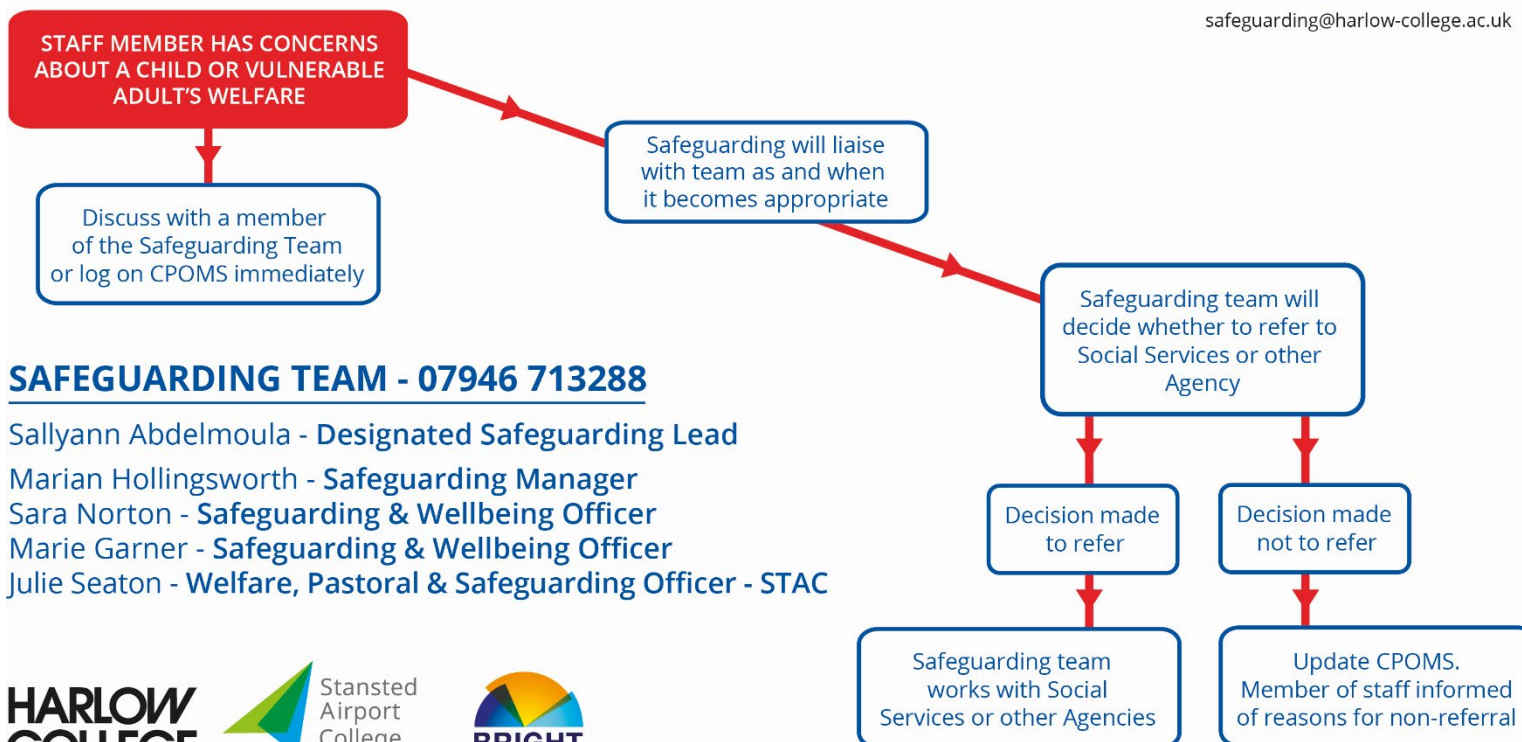 safeguarding@harlow-college.ac.uk
STAFF MEMBER HAS CONCERNS
ABOUT A CHILD OR VULNERABLE
ADULT'S WELFARE
Discuss with a member
of the Safeguarding Team
or log on CPOMS immediately
Safeguarding will liaise
with team as and when
it becomes appropriate
Safeguarding team will
decide whether to refer to
Social Services or other
Agency
Decision made
to refer
Decision made
not to refer
Safeguarding team
works with Social
Services or other Agencies
Update CPOMS.
Member of staff informed
of reasons for non-referral
SAFEGUARDING TEAM - 07946 713288
Sallyann Abdelmoula - Designated Safeguarding Lead
Marian Hollingsworth - Safeguarding Manager
Sara Norton - Safeguarding & Wellbeing Officer
Marie Garner - Safeguarding & Wellbeing Officer
Julie Seaton - Welfare, Pastoral & Safeguarding Officer - STAC
HARLOW
COLLEGE
Stansted
Airport
College
BRIGHT